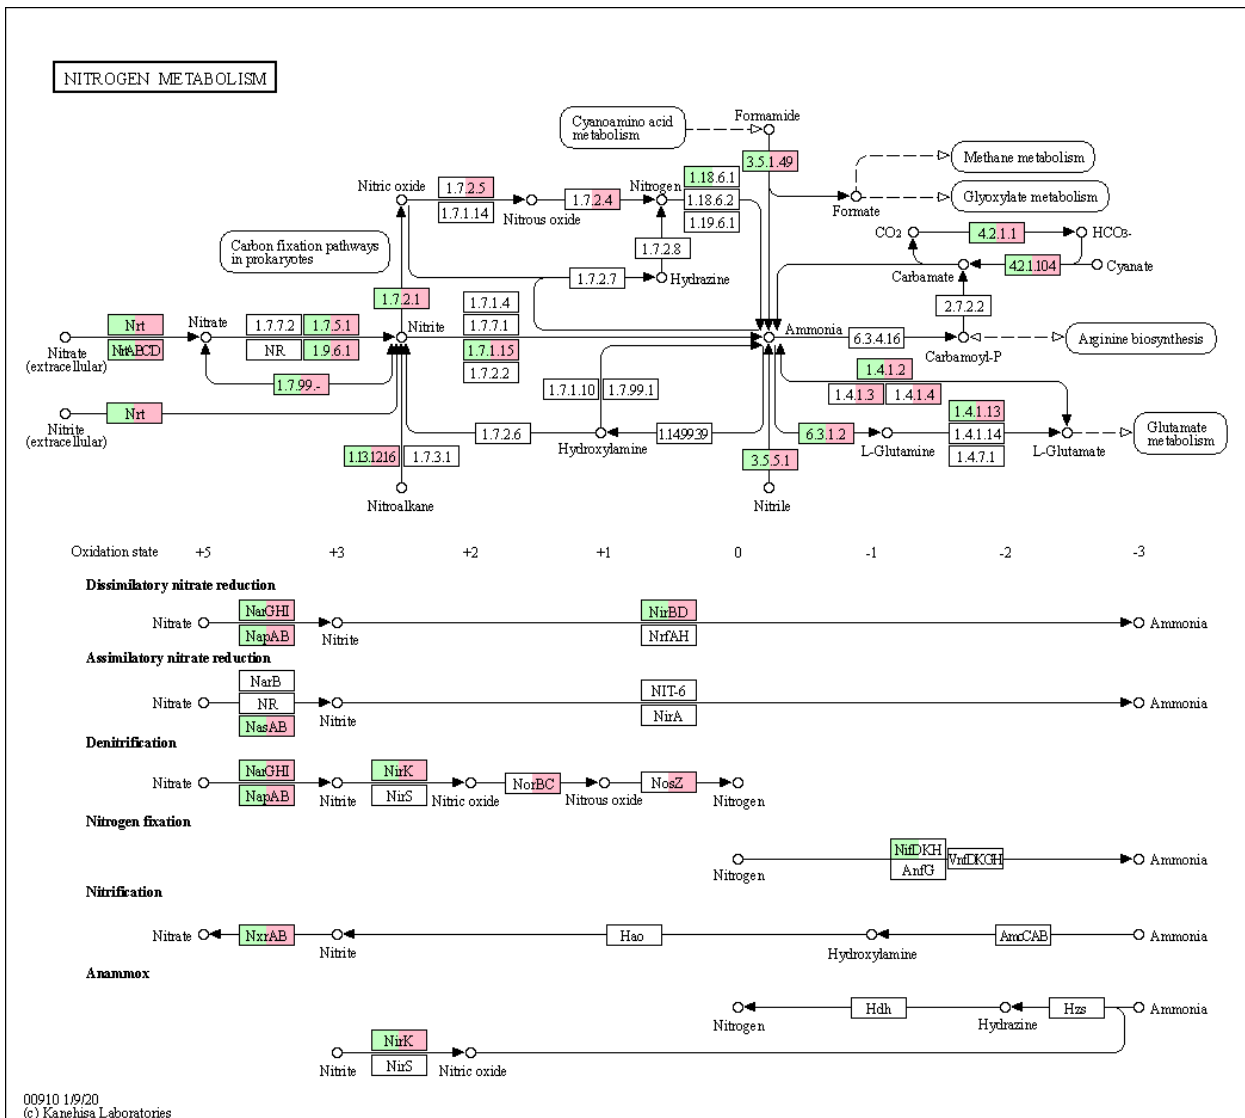 NITROGEN METABOLISM
Cyanoamino acid
metabolism
Formamide
3.5.1.49
Methane metabolism
Glyoxylate metabolism
Formate
Nitric oxide
1.7.2.5
1.7.1.14
Nitrous oxide
1.7.2.4
Nitrogen
1.18.6.1
1.18.6.2
1.19.6.1
CO2
4.2.1.1
HCO3-
Carbon fixation pathways
in prokaryotes
1.7.2.8
1.7.2.7
Hydrazine
Carbamate
4.2.1.104
Cyanate
1.7.2.1
2.7.2.2
Nrt
NrtABCD
Nitrate
(extracellular)
Nitrate
1.7.7.2
NR
1.7.5.1
1.9.6.1
Nitrite
1.7.1.4
1.7.7.1
1.7.1.15
1.7.2.2
Ammonia
6.3.4.16
Carbamoyl-P
Arginine biosynthesis
1.7.99.-
1.7.1.10
1.7.99.1
1.4.1.2
1.4.1.3
1.4.1.4
Nrt
Nitrite
(extracellular)
1.7.2.6
Hydroxylamine
1.14.99.39
6.3.1.2
L-Glutamine
1.4.1.13
1.4.1.14
1.4.7.1
L-Glutamate
Glutamate
metabolism
1.13.12.16
1.7.3.1
3.5.5.1
Nitroalkane
Nitrile
Oxidation state +5 +3 +2 +1 0 -1 -2 -3
Dissimilatory nitrate reduction
Nitrate
NarGHI
NapAB
Nitrite
NirBD
NrfAH
Ammonia
Assimilatory nitrate reduction
Nitrate
NarB
NR
NasAB
Nitrite
NIT-6
NirA
Ammonia
Denitrification
Nitrate
NarGHI
NapAB
Nitrite
NirK
NirS
Nitric oxide
NorBC
Nitrous oxide
NosZ
Nitrogen
Nitrogen fixation
Nitrogen
NifDKH
AnfG
VnfDKGH
Ammonia
Nitrification
Nitrate
NxrAB
Nitrite
Hao
Hydroxylamine
AmoCAB
Ammonia
Anammox
Nitrogen
Hdh
Hydrazine
Hzs
Ammonia
Nitrite
NirK
NirS
Nitric oxide
00910 1/9/20
(c) Kanehisa Laboratories